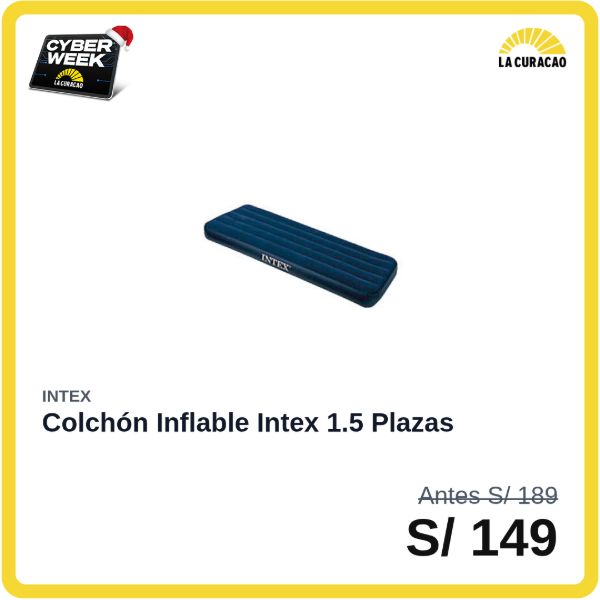 CYBER
WEEK
LA CURACAO
LA CURACAO
INTEX
INTEX
Colchón Inflable Intex 1.5 Plazas
Antes S/ 189
S/ 149